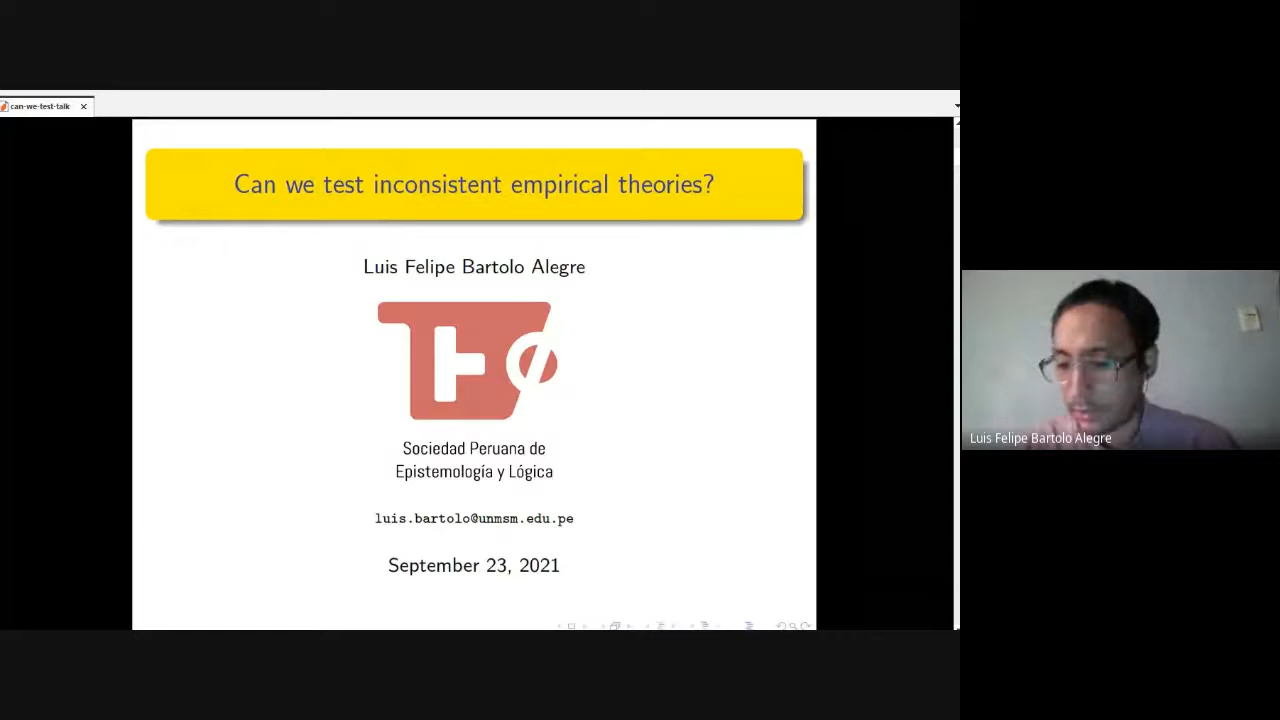 can-we-test-talk
Can we test inconsistent empirical theories?
Luis Felipe Bartolo Alegre
Sociedad Peruana de
Epistemología y Lógica
luis.bartolo@unmsm.edu.pe
September 23, 2021
Luis Felipe Bartolo Alegre